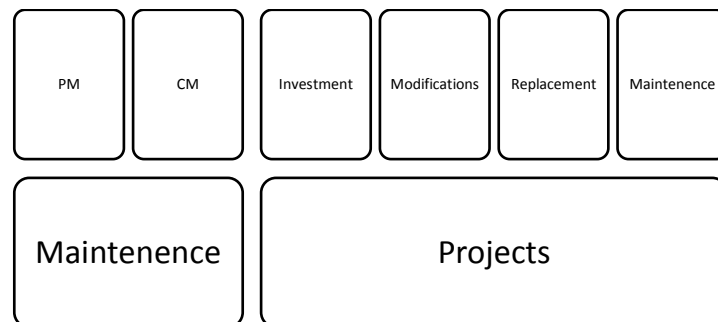 PM
CM
Investment
Modifications
Replacement
Maintenence
Maintenence
Projects